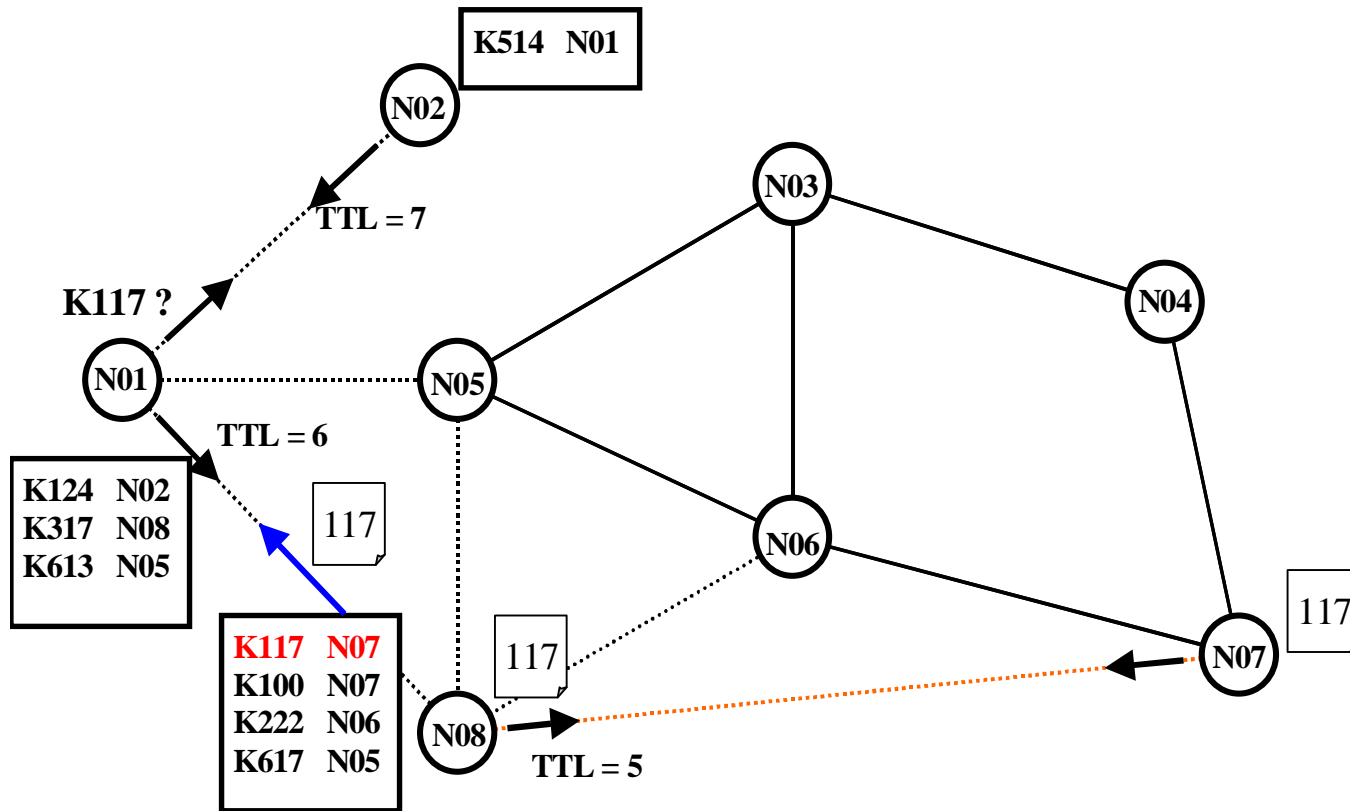 K514 N01
N02
N03
TTL = 7
K117 ?
N04
N01
N05
TTL = 6
K124 N02
K317 N08
K613 N05
117
N06
117
117
K117 N07
K100 N07
K222 N06
K617 N05
N07
N08
TTL = 5